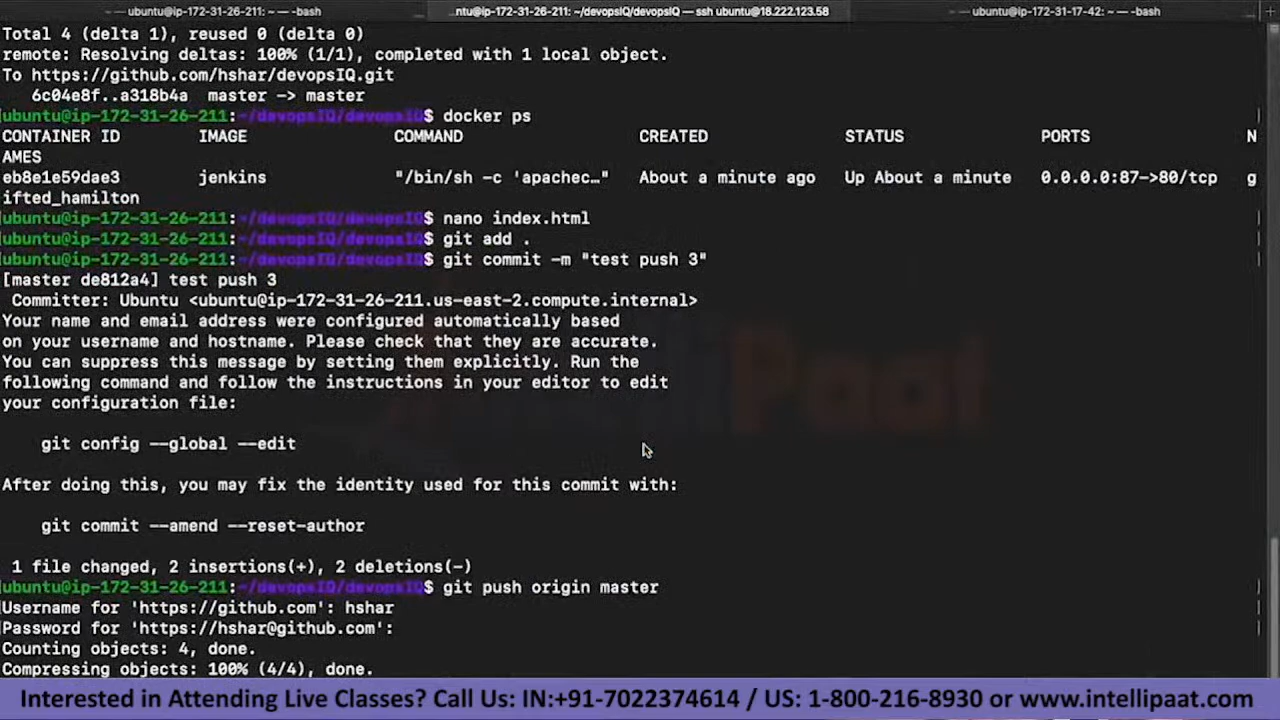 ~ — ubuntu@ip-172-31-26-211: ~ — -bash
...ntu@ip-172-31-26-211: ~/devopsIQ/devopsIQ — ssh ubuntu@18.222.123.58
~ — ubuntu@ip-172-31-17-42: ~ — -bash
Total 4 (delta 1), reused 0 (delta 0)
remote: Resolving deltas: 100% (1/1), completed with 1 local object.
To https://github.com/hshar/devopsIQ.git
6c04e8f..a318b4a master -> master
ubuntu@ip-172-31-26-211:~/devopsIQ/devopsIQ$ docker ps
CONTAINER ID IMAGE COMMAND CREATED STATUS PORTS N
AMES
eb8e1e59dae3 jenkins "/bin/sh -c 'apachec…" About a minute ago Up About a minute 0.0.0.0:87->80/tcp g
ifted_hamilton
ubuntu@ip-172-31-26-211:~/devopsIQ/devopsIQ$ nano index.html
ubuntu@ip-172-31-26-211:~/devopsIQ/devopsIQ$ git add .
ubuntu@ip-172-31-26-211:~/devopsIQ/devopsIQ$ git commit -m "test push 3"
[master de812a4] test push 3
Committer: Ubuntu <ubuntu@ip-172-31-26-211.us-east-2.compute.internal>
Your name and email address were configured automatically based
on your username and hostname. Please check that they are accurate.
You can suppress this message by setting them explicitly. Run the
following command and follow the instructions in your editor to edit
your configuration file:
git config --global --edit
After doing this, you may fix the identity used for this commit with:
git commit --amend --reset-author
1 file changed, 2 insertions(+), 2 deletions(-)
ubuntu@ip-172-31-26-211:~/devopsIQ/devopsIQ$ git push origin master
Username for 'https://github.com': hshar
Password for 'https://hshar@github.com':
Counting objects: 4, done.
Compressing objects: 100% (4/4), done.
Interested in Attending Live Classes? Call Us: IN:+91-7022374614 / US: 1-800-216-8930 or www.intellipaat.com